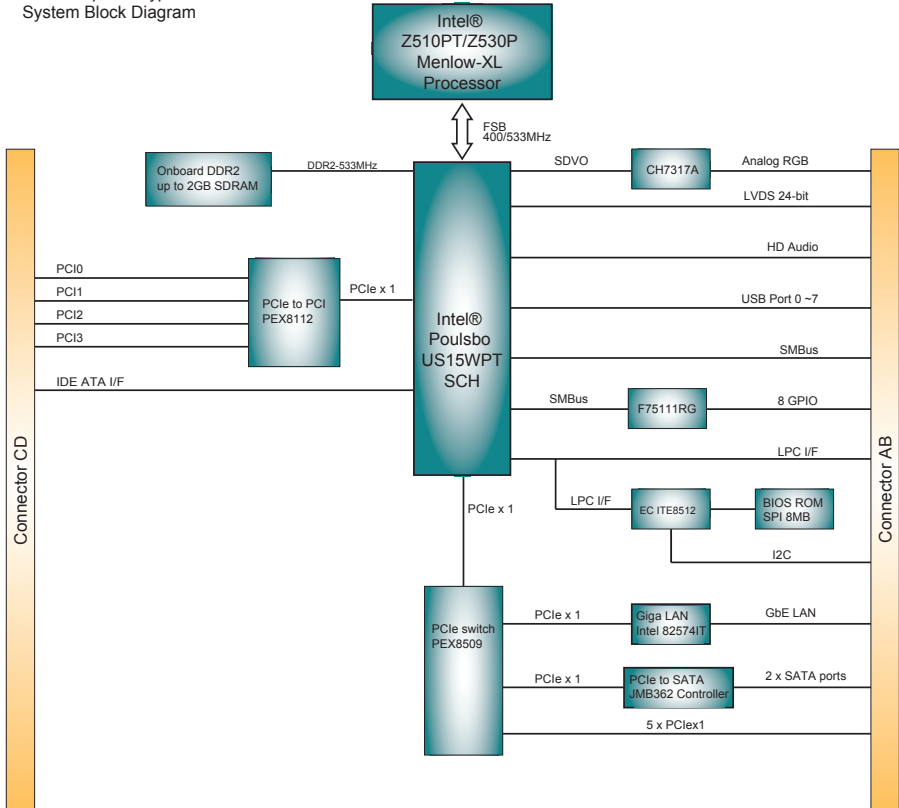 System Block Diagram
Intel®
Z510PT/Z530P
Menlow-XL
Processor
FSB
400/533MHz
Onboard DDR2
up to 2GB SDRAM
DDR2-533MHz
SDVO
CH7317A
Analog RGB
LVDS 24-bit
HD Audio
PCI0
PCI1
PCI2
PCI3
PCIe to PCI
PEX8112
PCIe x 1
USB Port 0 ~7
Intel®
Poulsbo
US15WPT
SCH
SMBus
IDE ATA I/F
SMBus
F75111RG
8 GPIO
LPC I/F
Connector CD
Connector AB
LPC I/F
EC ITE8512
BIOS ROM
SPI 8MB
I2C
PCIe x 1
PCIe switch
PEX8509
PCIe x 1
Giga LAN
Intel 82574IT
GbE LAN
PCIe x 1
PCIe to SATA
JMB362 Controller
2 x SATA ports
5 x PCIex1